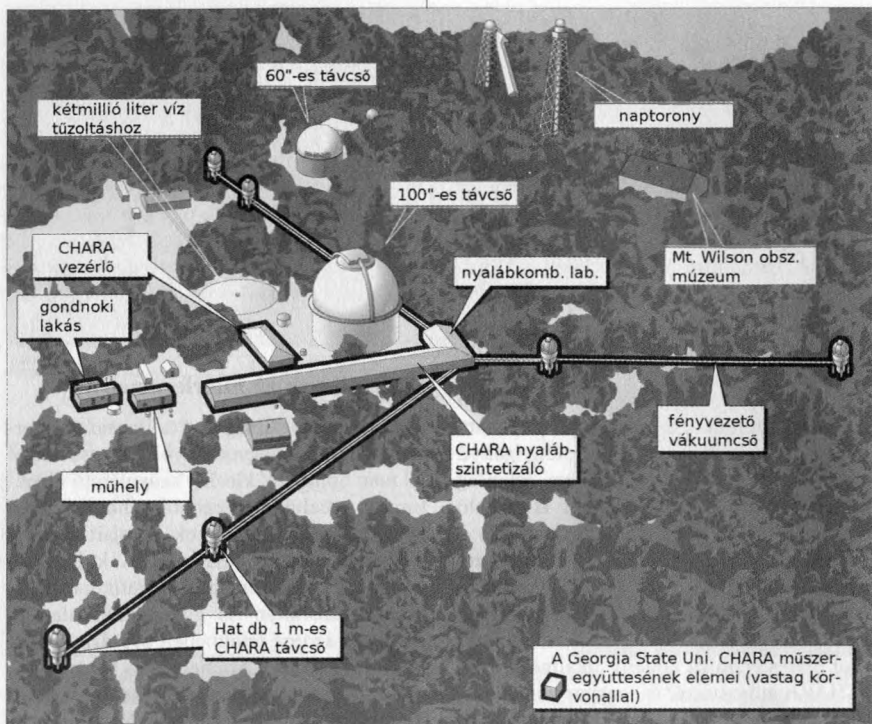 60"-es távcső
kétmillió liter víz
tűzoltáshoz
naptorony
100"-es távcső
CHARA
vezérlő
nyalábkomb. lab.
Mt. Wilson obsz.
múzeum
gondnoki
lakás
CHARA nyaláb-
szintetizáló
fényvezető
vákuumcső
műhely
Hat db 1 m-es
CHARA távcső
A Georgia State Uni. CHARA műszer-
együttesének elemei (vastag kör-
vonallal)